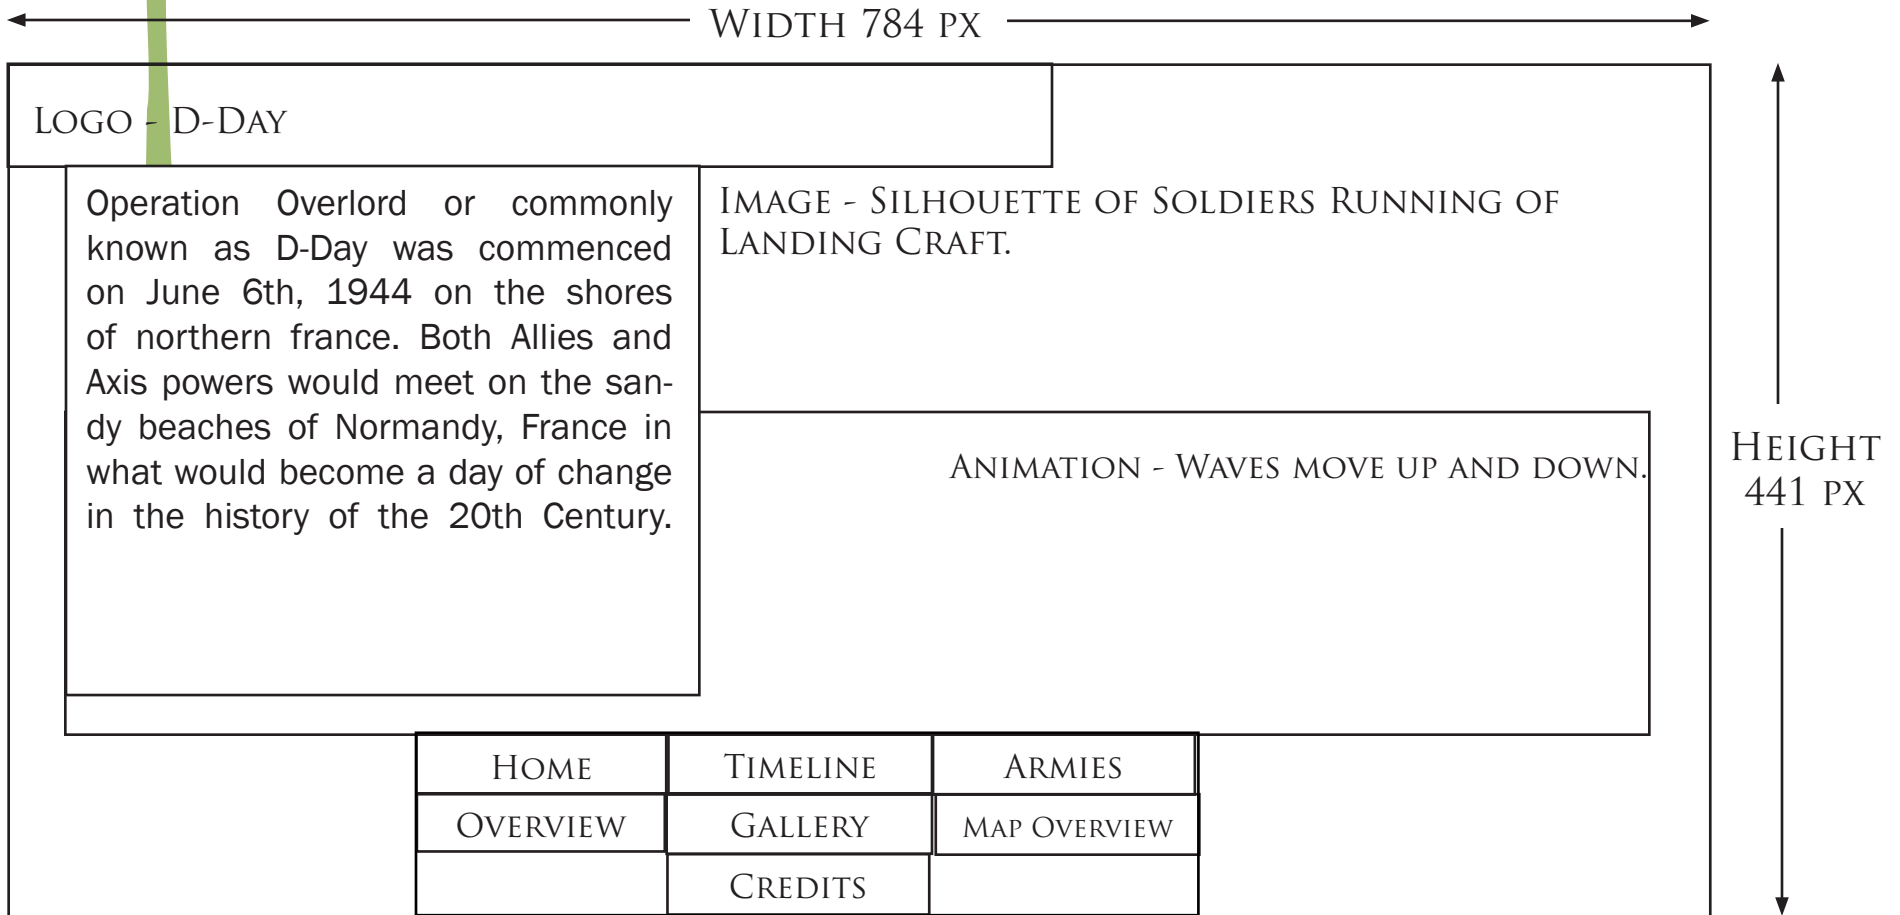 Width 784 px
Logo - D-Day
Operation Overlord or commonly
known as D-Day was commenced
on June 6th, 1944 on the shores
of northern france. Both Allies and
Axis powers would meet on the san-
dy beaches of Normandy, France in
what would become a day of change
in the history of the 20th Century.
Image - Silhouette of Soldiers Running of
Landing Craft.
Animation - Waves move up and down.
Height
441 px
Home Timeline Armies
Overview Gallery Map Overview
Credits